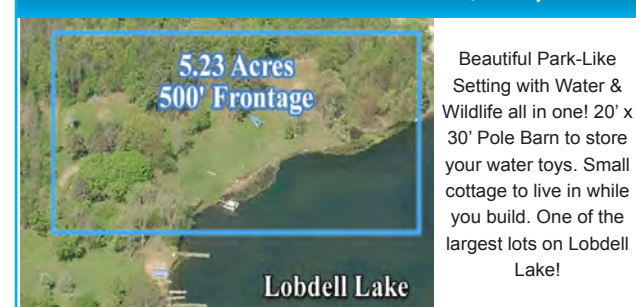 5.23 Acres
500' Frontage
Lobdell Lake
Beautiful Park-Like
Setting with Water &
Wildlife all in one! 20' x
30' Pole Barn to store
your water toys. Small
cottage to live in while
you build. One of the
largest lots on Lobdell
Lake!